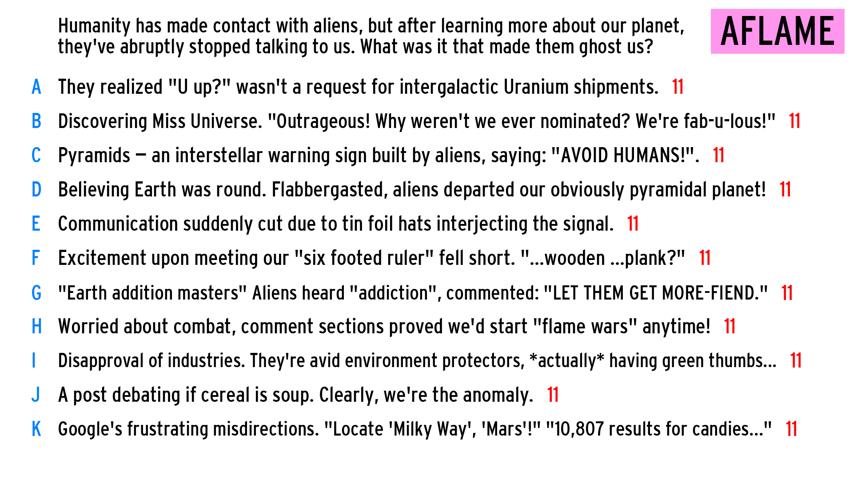 Humanity has made contact with aliens, but after learning more about our planet,
they've abruptly stopped talking to us. What was it that made them ghost us?
AFLAME
A They realized "U up?" wasn't a request for intergalactic Uranium shipments. 11
B Discovering Miss Universe. "Outrageous! Why weren't we ever nominated? We're fab-u-lous!" 11
C Pyramids – an interstellar warning sign built by aliens, saying: "AVOID HUMANS!". 11
D Believing Earth was round. Flabbergasted, aliens departed our obviously pyramidal planet! 11
E Communication suddenly cut due to tin foil hats interjecting the signal. 11
F Excitement upon meeting our "six footed ruler" fell short. "...wooden ...plank?" 11
G "Earth addition masters" Aliens heard "addiction", commented: "LET THEM GET MORE-FIEND." 11
H Worried about combat, comment sections proved we'd start "flame wars" anytime! 11
I Disapproval of industries. They're avid environment protectors, *actually* having green thumbs... 11
J A post debating if cereal is soup. Clearly, we're the anomaly. 11
K Google's frustrating misdirections. "Locate 'Milky Way', 'Mars'!" "10,807 results for candies..." 11